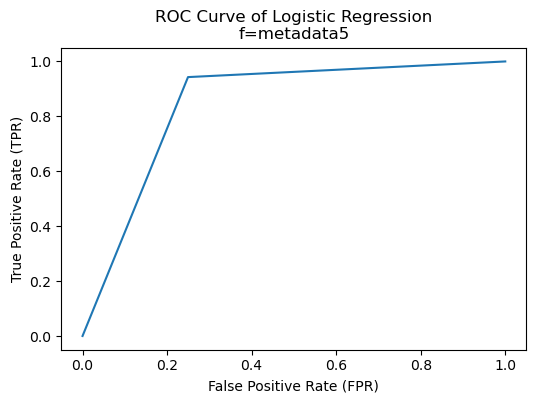 ROC Curve of Logistic Regression
f=metadata5
True Positive Rate (TPR)
1.0
0.8
0.6
0.4
0.2
0.0
0.0 0.2 0.4 0.6 0.8 1.0
False Positive Rate (FPR)